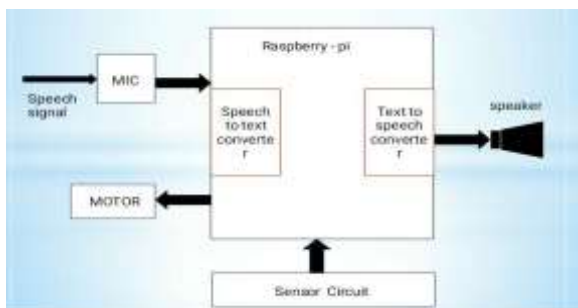 Raspberry - pi
MIC
Speech
signal
Speech
to text
converte
r
Text to
speech
converte
r
speaker
MOTOR
Sensor Circuit